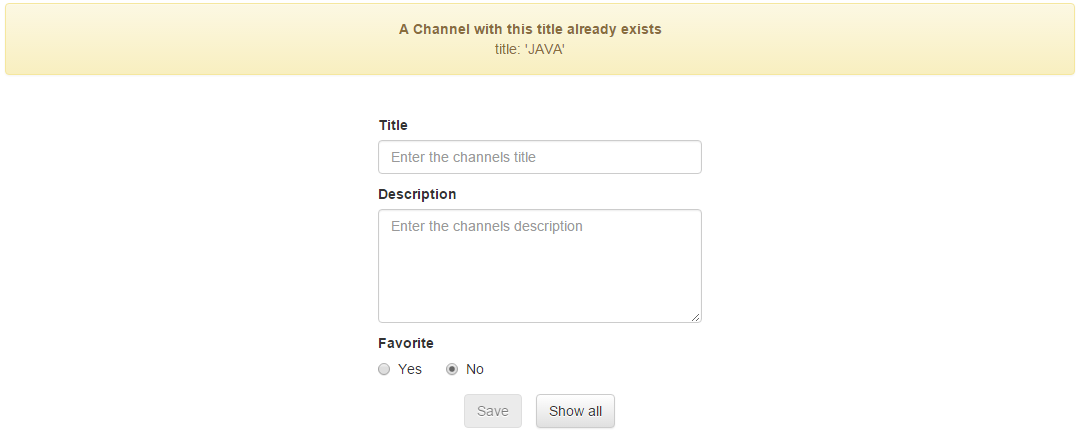 A Channel with this title already exists
title: 'JAVA'
Title
Enter the channels title
Description
Enter the channels description
Favorite
Yes No
Save Show all